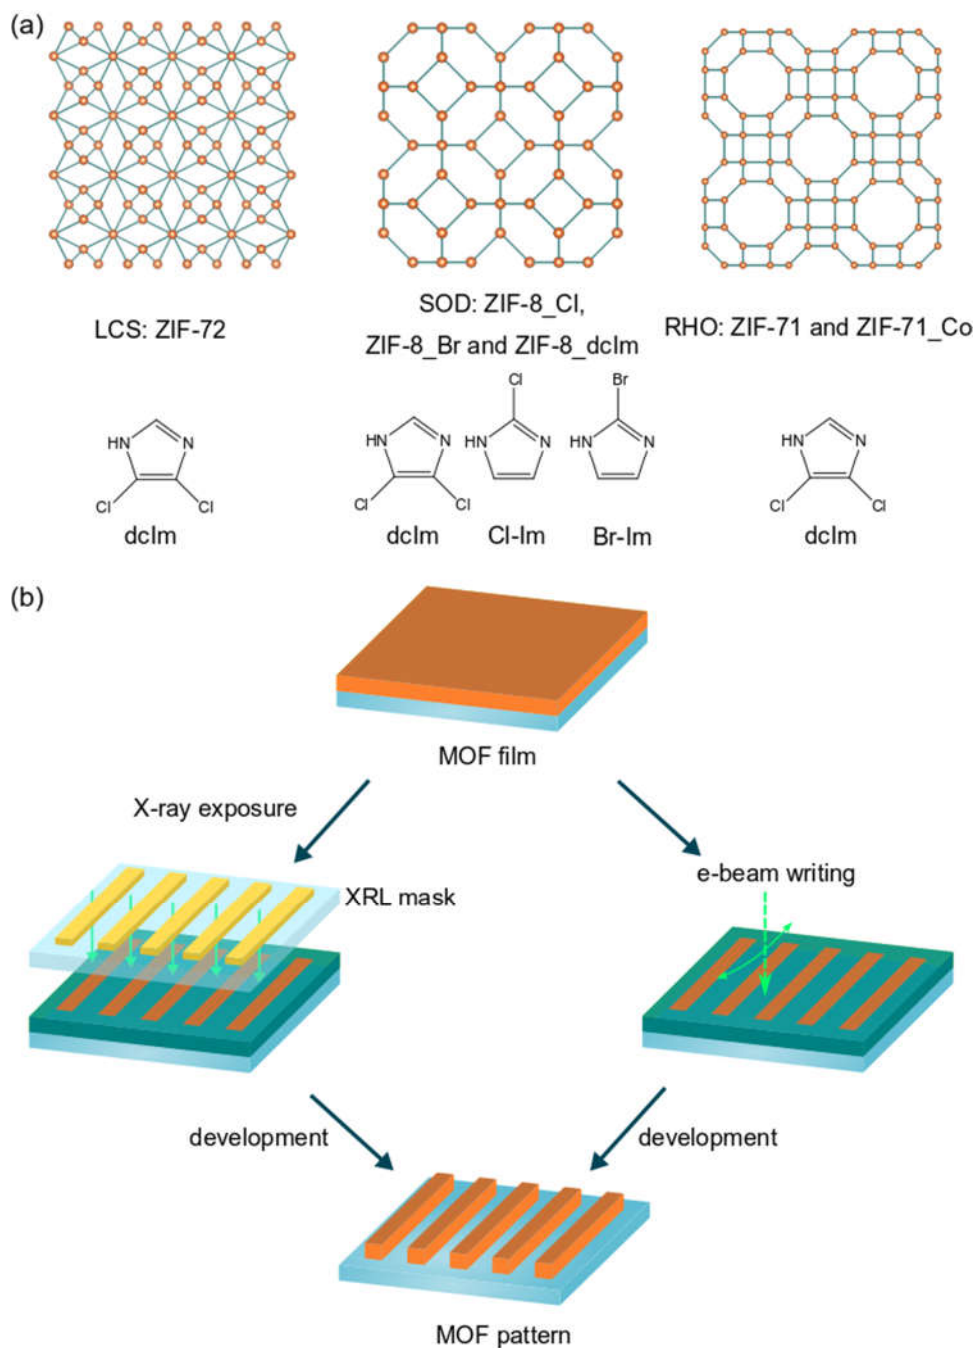 (a)
LCS: ZIF-72
SOD: ZIF-8_Cl,
ZIF-8_Br and ZIF-8_dcIm
RHO: ZIF-71 and ZIF-71_Co
HN
N
Cl
Cl
dcIm
HN
N
Cl
Cl
dcIm
Cl
HN
N
Cl-Im
Br
HN
N
Br-Im
HN
N
Cl
Cl
dcIm
(b)
MOF film
X-ray exposure
XRL mask
e-beam writing
development
development
MOF pattern